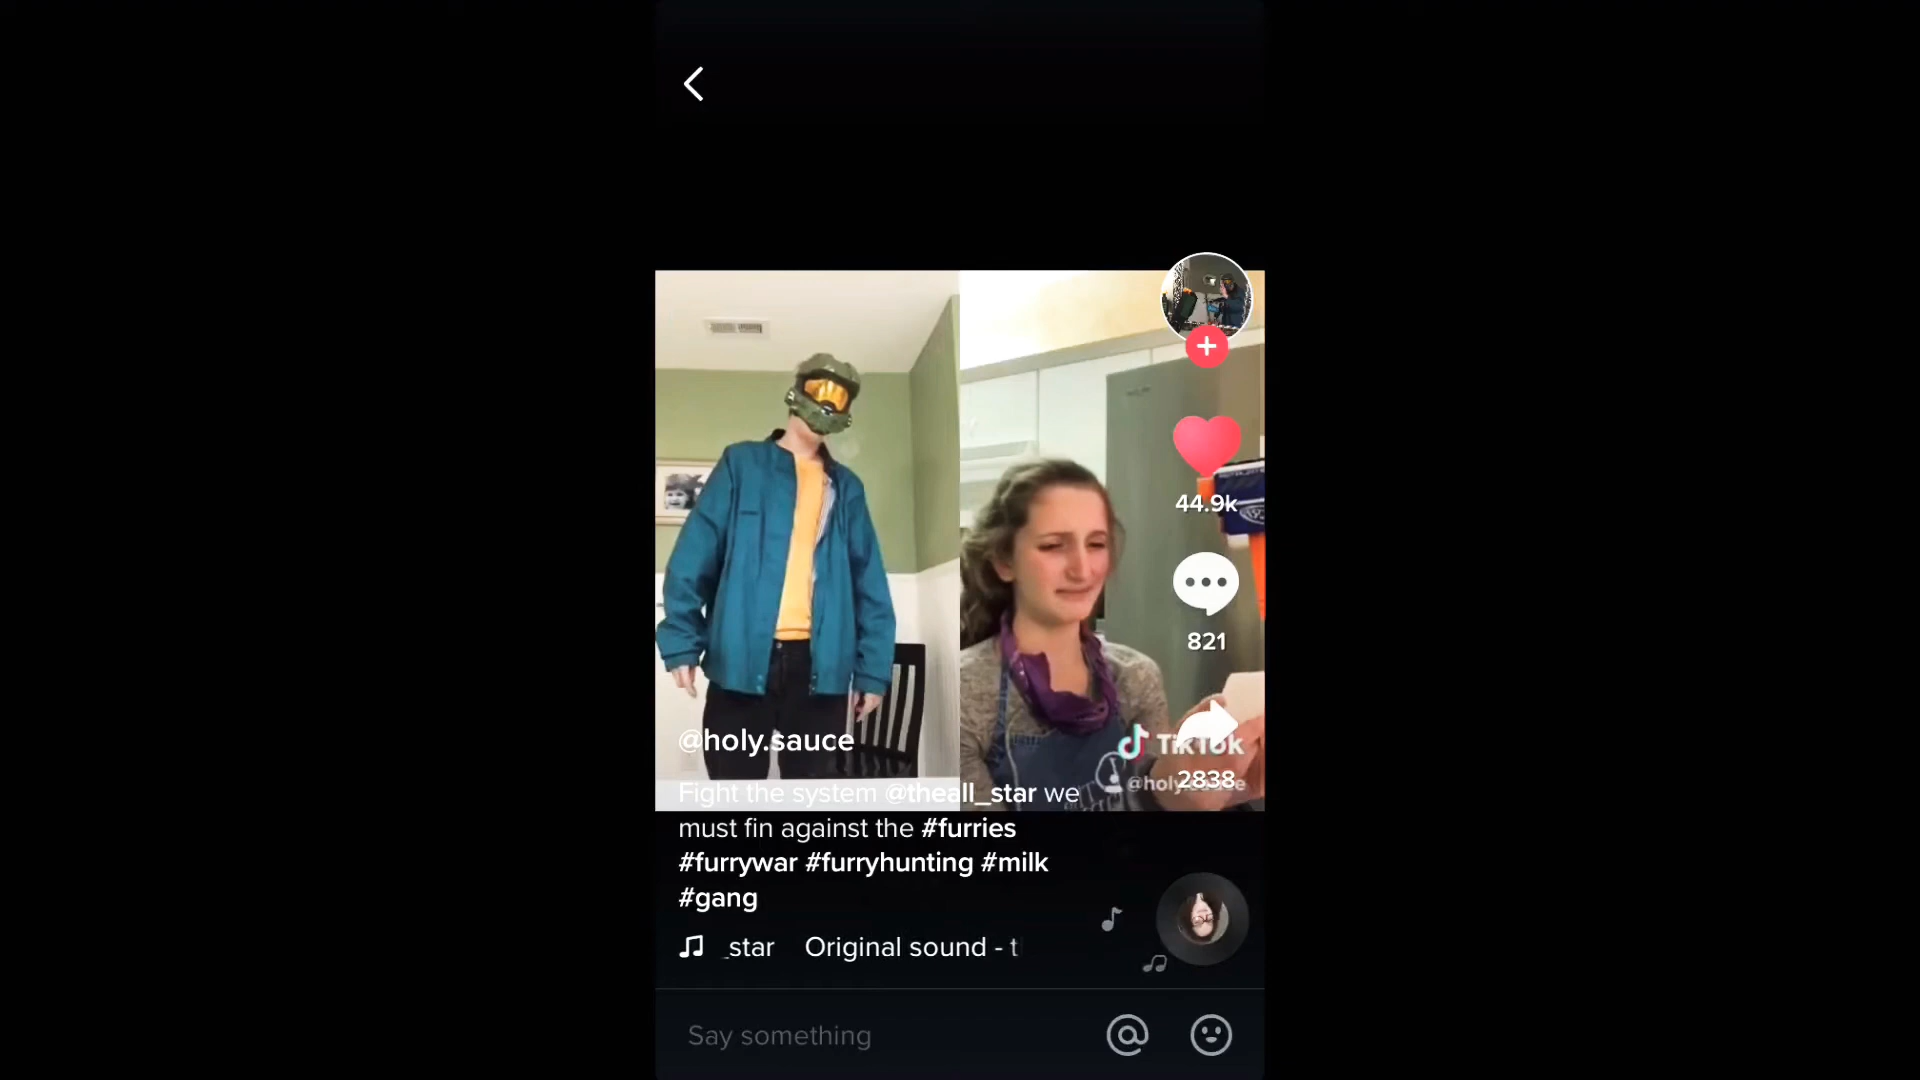 44.9k
821
@holy.sauce
TikTok
2838
Fight the system @theall_star we
must fin against the #furries
#furrywar #furryhunting #milk
#gang
_star Original sound - t
Say something